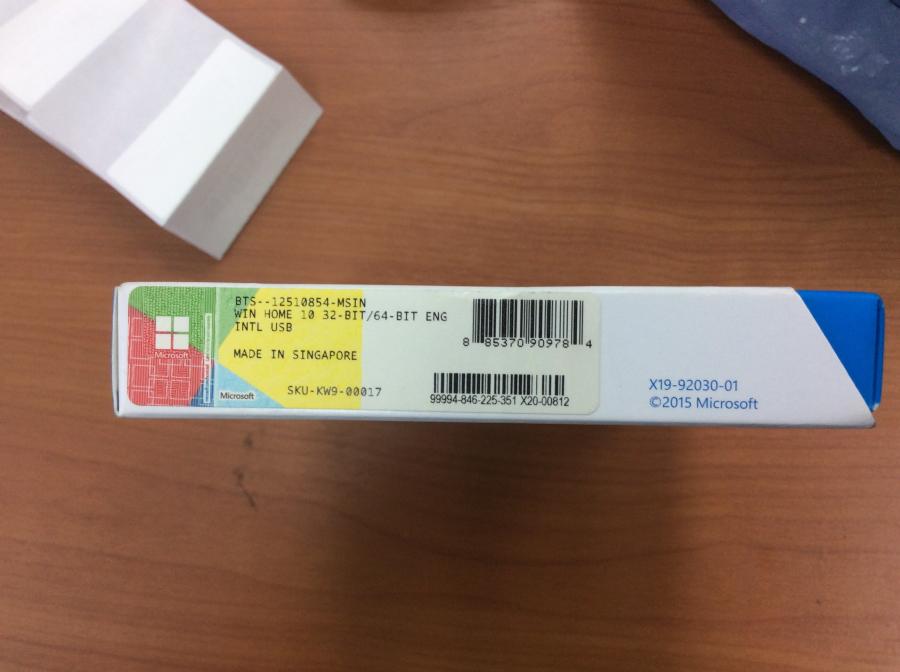 BTS--12510854-MSIN
WIN HOME 10 32-BIT/64-BIT ENG
INTL USB
MADE IN SINGAPORE
SKU-KW9-00017
Microsoft
Microsoft
8 85370 90978 4
99994-846-225-351 X20-00812
X19-92030-01
©2015 Microsoft